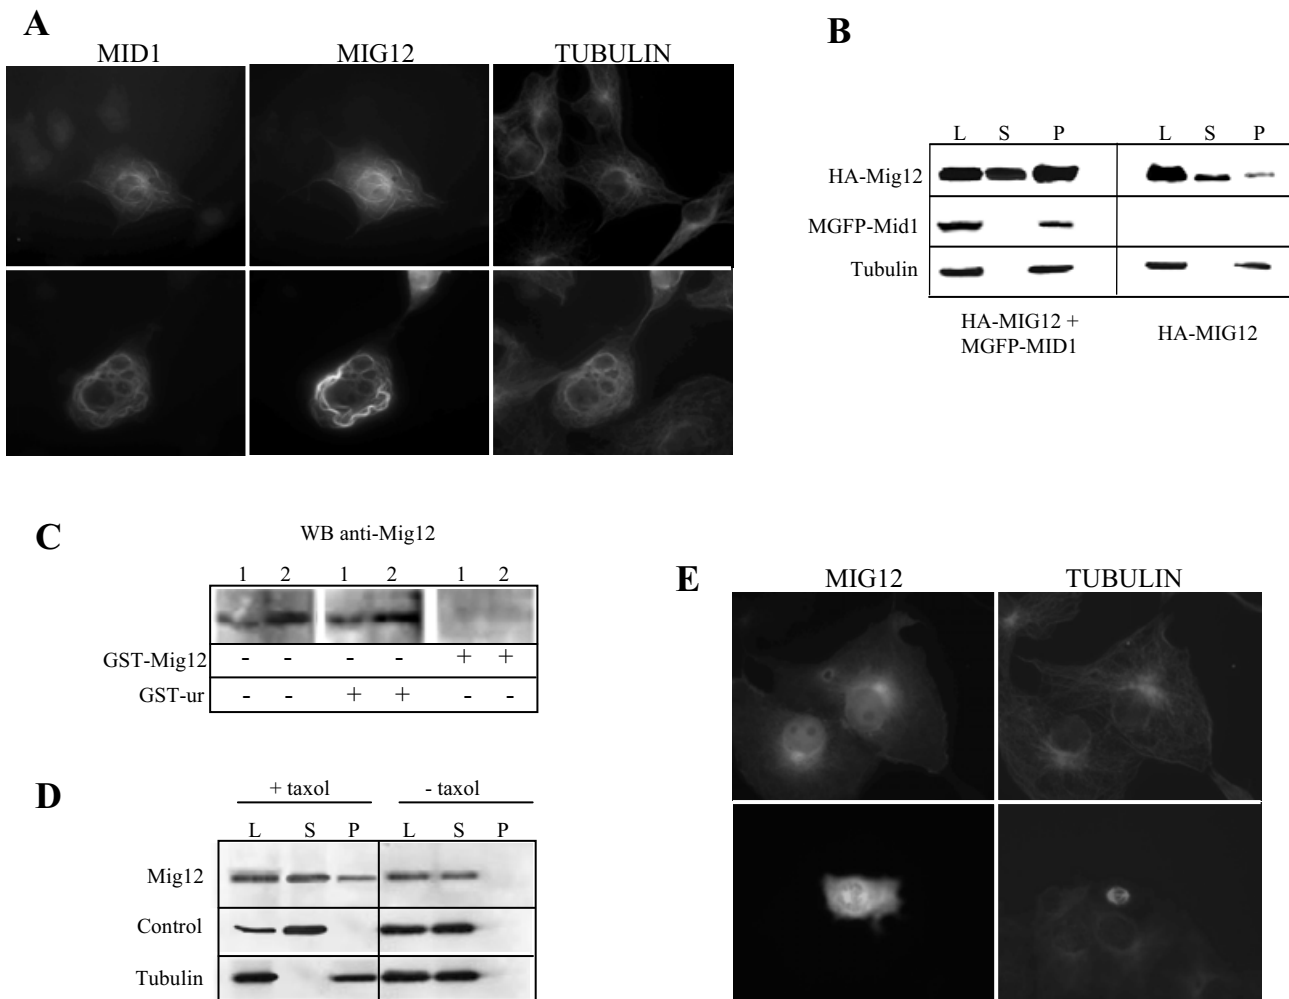 A
MID1 MIG12 TUBULIN
B
L S P L S P
HA-Mig12
MGFP-Mid1
Tubulin
HA-MIG12 +
MGFP-MID1
HA-MIG12
C
WB anti-Mig12
1 2 1 2 1 2
GST-Mig12 - - - - + +
GST-ur - - + + - -
D
+ taxol - taxol
L S P L S P
Mig12
Control
Tubulin
E
MIG12 TUBULIN